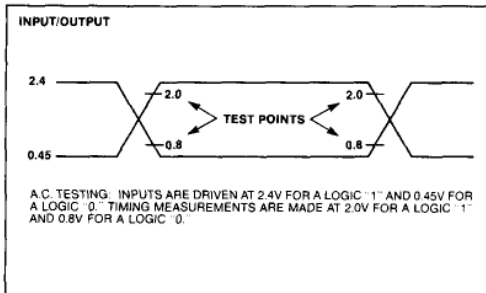 INPUT/OUTPUT
2.4
2.0
2.0
TEST POINTS
0.8
0.8
0.45
A.C. TESTING: INPUTS ARE DRIVEN AT 2.4V FOR A LOGIC "1" AND 0.45V FOR
A LOGIC "0." TIMING MEASUREMENTS ARE MADE AT 2.0V FOR A LOGIC "1"
AND 0.8V FOR A LOGIC "0."